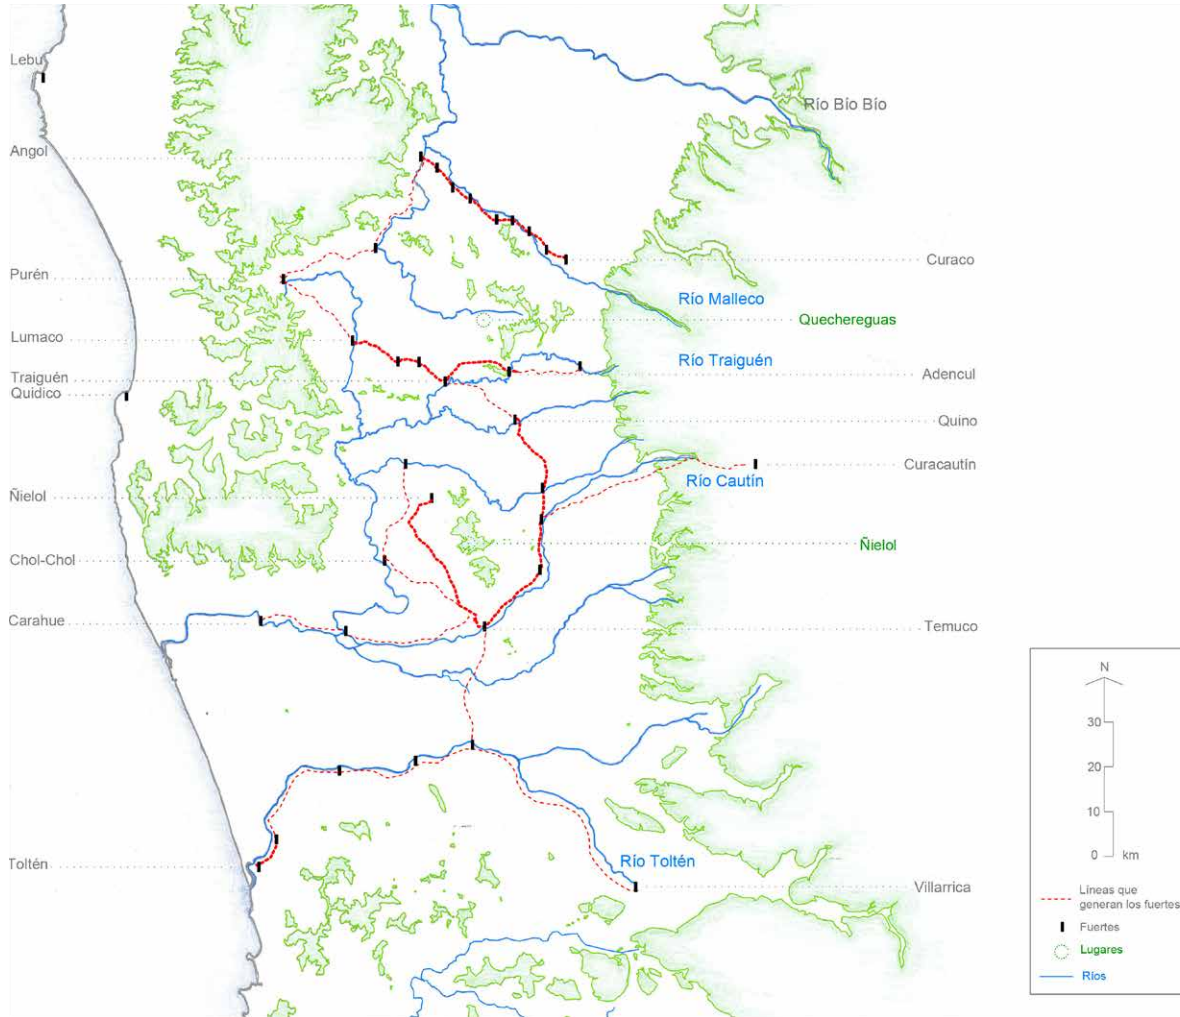 Lebu
Río Bío Bío
Angol
Curaco
Purén
Río Malleco
Quechereguas
Lumaco
Río Traiguén
Traiguén
Adencul
Quidico
Quino
Curacautín
Río Cautín
Ñielol
Ñielol
Chol-Chol
Carahue
Temuco
N
30
20
10
0 km
Toltén
Río Toltén
Villarrica
Líneas que
generan los fuertes
Fuertes
Lugares
Ríos